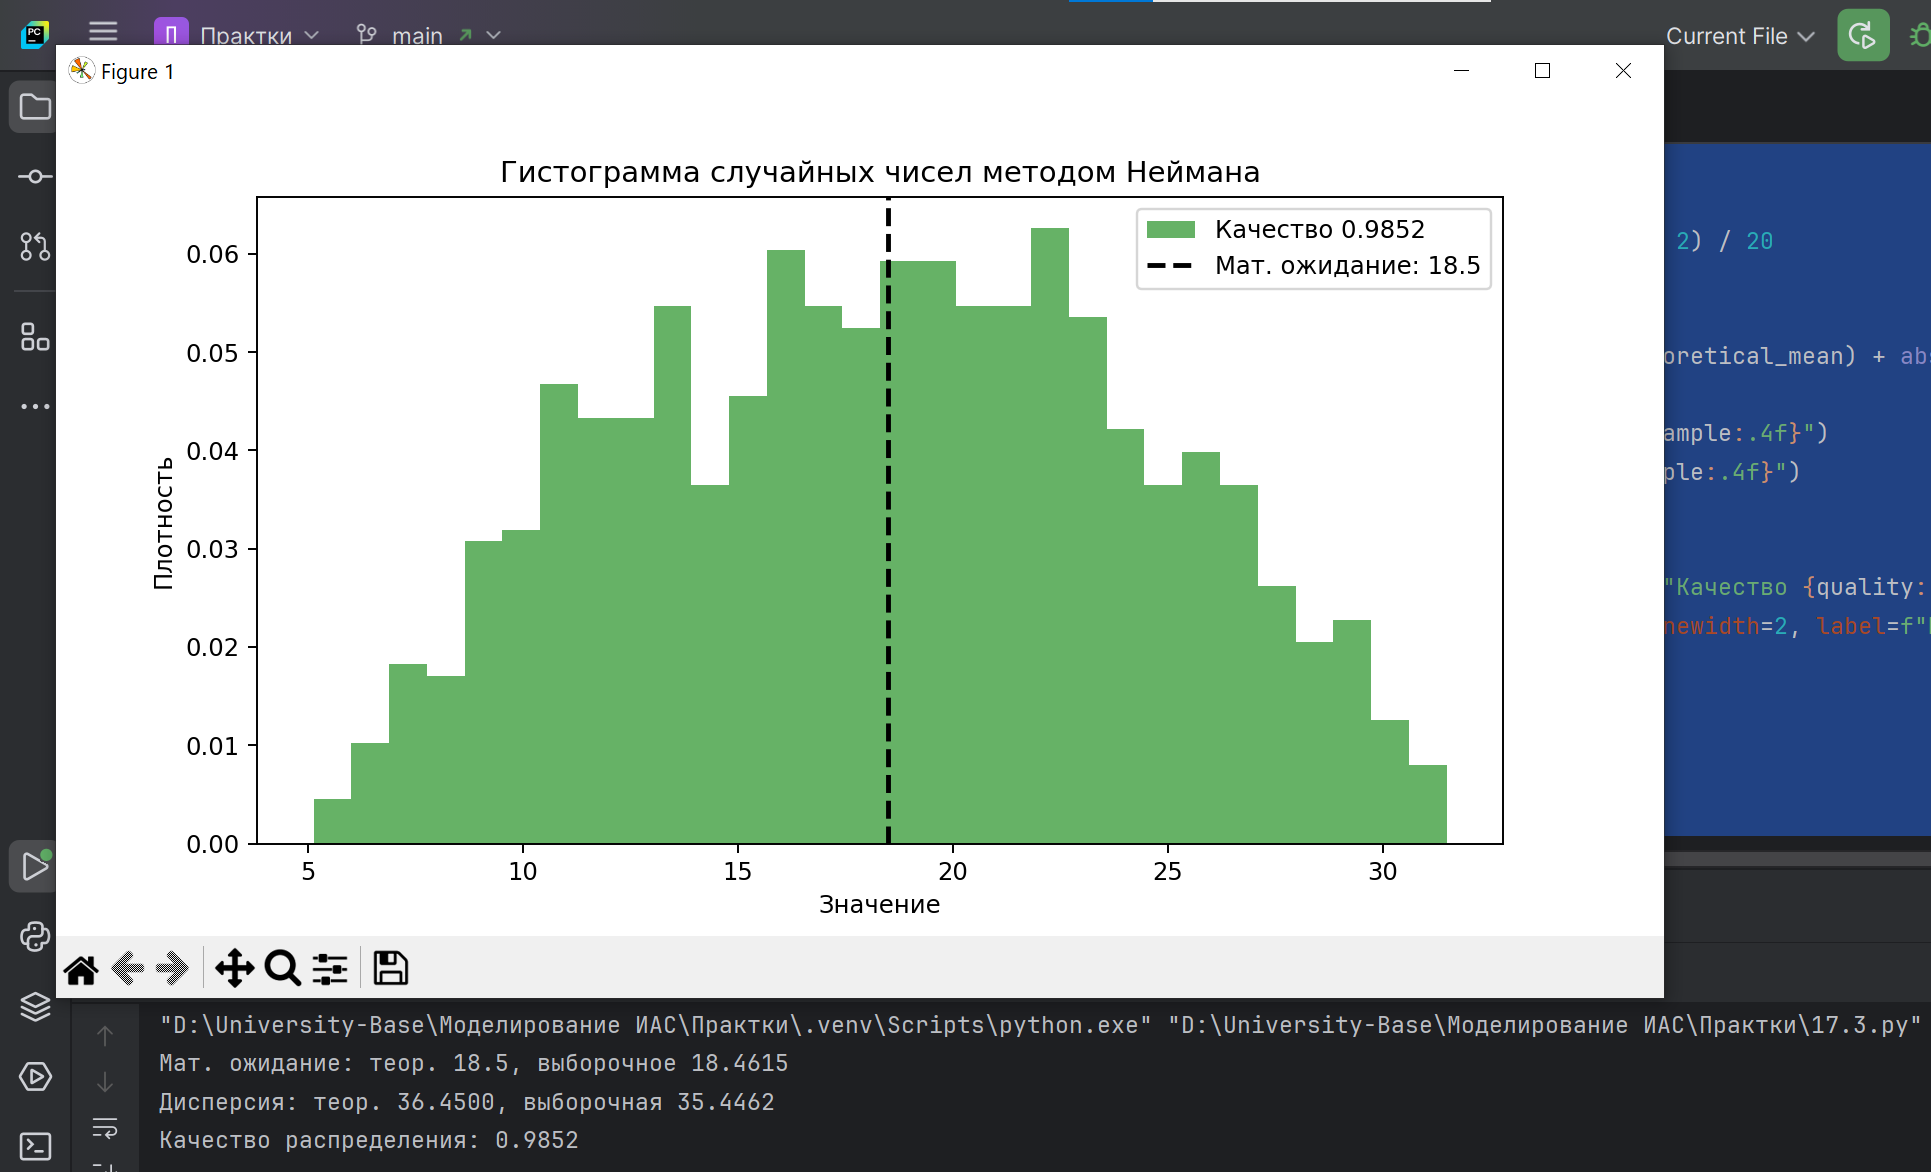 PC
П Практки main
Current File
Figure 1
Гистограмма случайных чисел методом Неймана
Качество 0.9852
Мат. ожидание: 18.5
0.06
0.05
0.04
0.03
0.02
0.01
0.00
Плотность
5 10 15 20 25 30
Значение
2) / 20
oretical_mean) + ab
ample:.4f}")
ple:.4f}")
"Качество {quality:
newidth=2, label=f"
"D:\University-Base\Моделирование ИАС\Практки\.venv\Scripts\python.exe" "D:\University-Base\Моделирование ИАС\Практки\17.3.py"
Мат. ожидание: теор. 18.5, выборочное 18.4615
Дисперсия: теор. 36.4500, выборочная 35.4462
Качество распределения: 0.9852